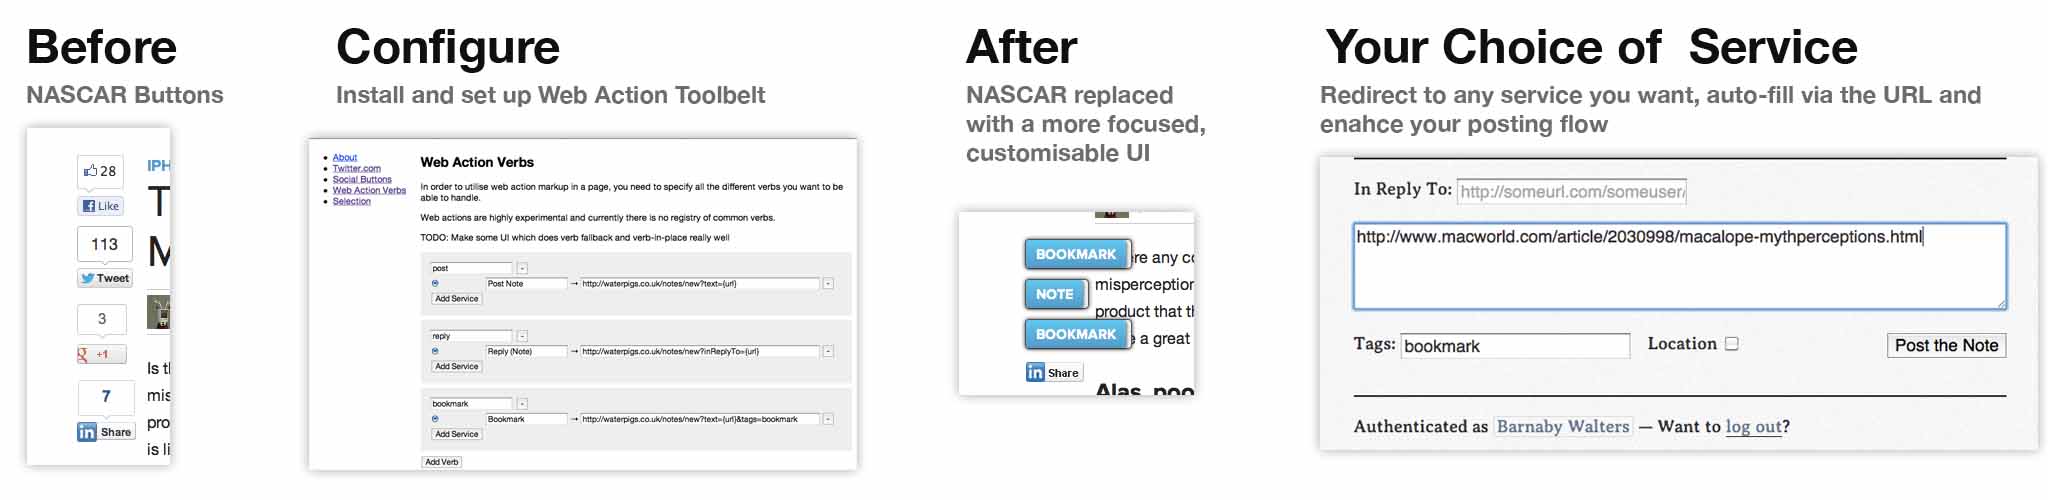 Before
NASCAR Buttons
28
Like
113
Tweet
3
+1
7
in Share
IPH
T
M
Is t
mis
pro
is li
Configure
Install and set up Web Action Toolbelt
About
Twitter.com
Social Buttons
Web Action Verbs
Selection
Web Action Verbs
In order to utilise web action markup in a page, you need to specify all the different verbs you want to be
able to handle.
Web actions are highly experimental and currently there is no registry of common verbs.
TODO: Make some UI which does verb fallback and verb-in-place really well
post -
Post Note → http://waterpigs.co.uk/notes/new?text={url} -
Add Service
reply -
Reply (Note) → http://waterpigs.co.uk/notes/new?inReplyTo={url} -
Add Service
bookmark -
Bookmark → http://waterpigs.co.uk/notes/new?text={url}&tags=bookmark -
Add Service
Add Verb
After
NASCAR replaced
with a more focused,
customisable UI
BOOKMARK
NOTE
BOOKMARK
in Share
re any co
misperception
product that th
e a great
Alas, poo
Your Choice of Service
Redirect to any service you want, auto-fill via the URL and
enahce your posting flow
In Reply To: http://someurl.com/someuser/
http://www.macworld.com/article/2030998/macalope-mythperceptions.html
Tags: bookmark Location Post the Note
Authenticated as Barnaby Walters — Want to log out?